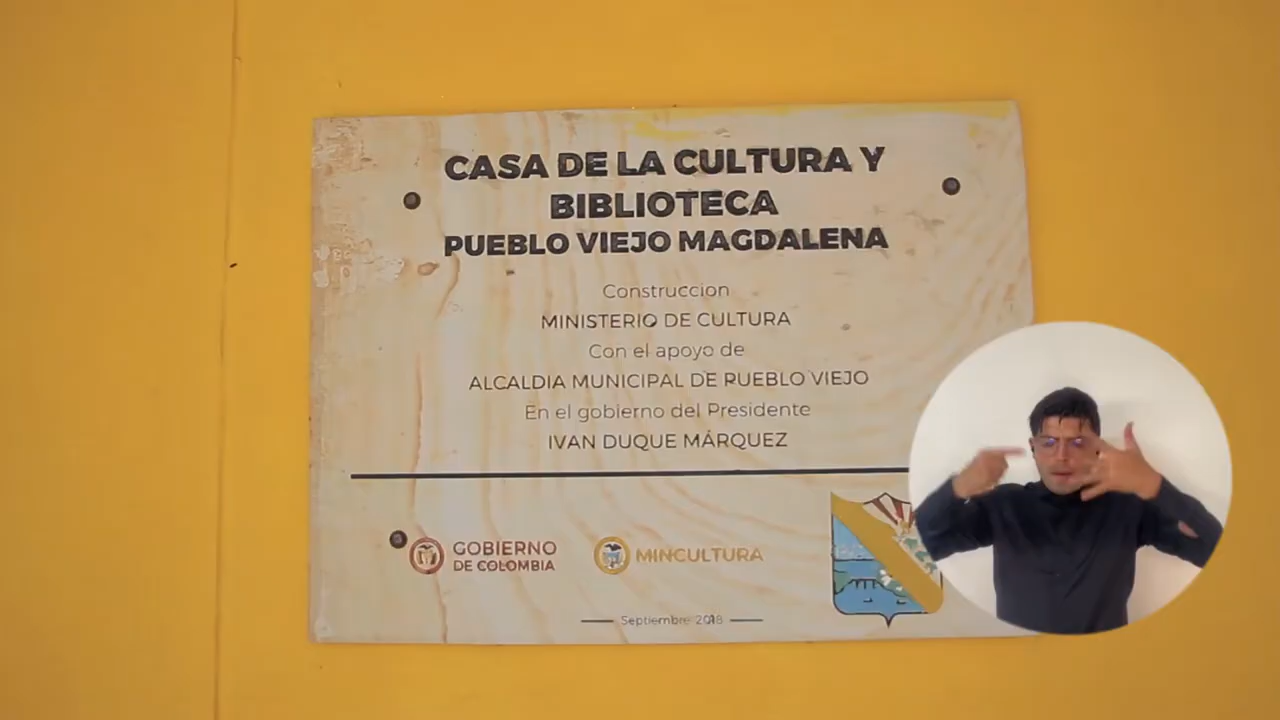 CASA DE LA CULTURA Y
BIBLIOTECA
PUEBLO VIEJO MAGDALENA
Construccion
MINISTERIO DE CULTURA
Con el apoyo de
ALCALDIA MUNICIPAL DE PUEBLO VIEJO
En el gobierno del Presidente
IVAN DUQUE MÁRQUEZ
GOBIERNO
DE COLOMBIA
MINCULTURA
Septiembre 2018